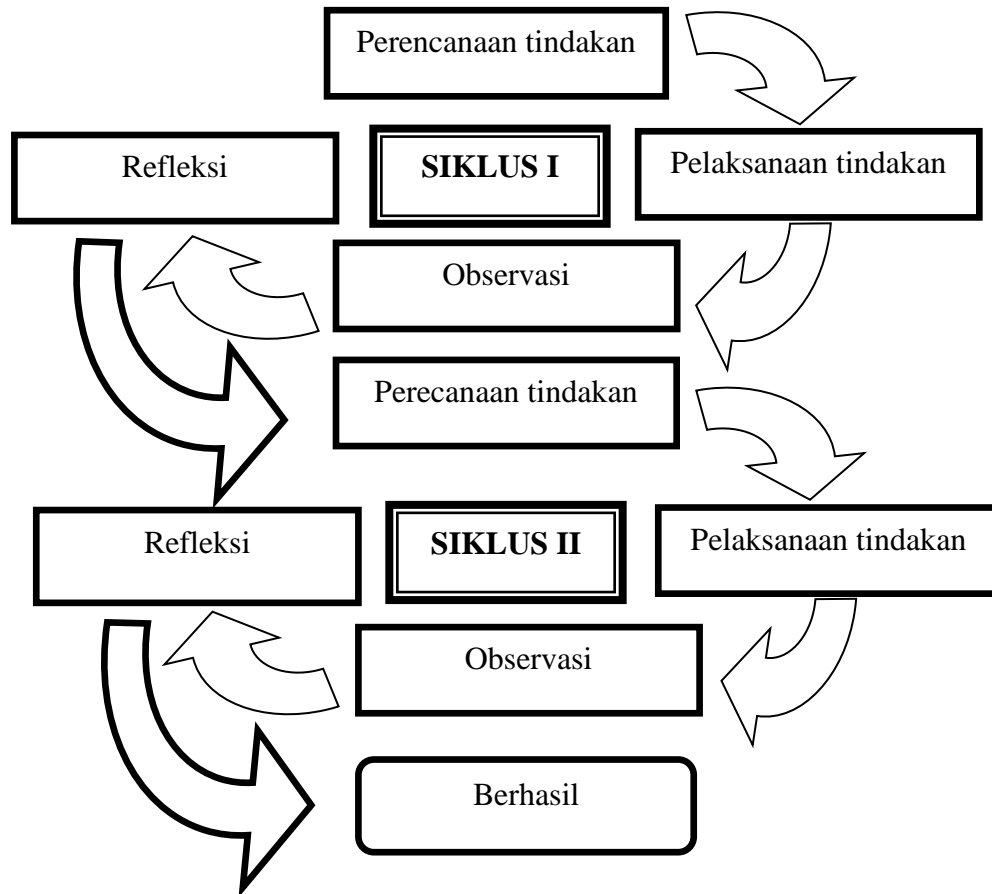 Perencanaan tindakan
Refleksi
SIKLUS I
Pelaksanaan tindakan
Observasi
Perecanaan tindakan
Refleksi
SIKLUS II
Pelaksanaan tindakan
Observasi
Berhasil